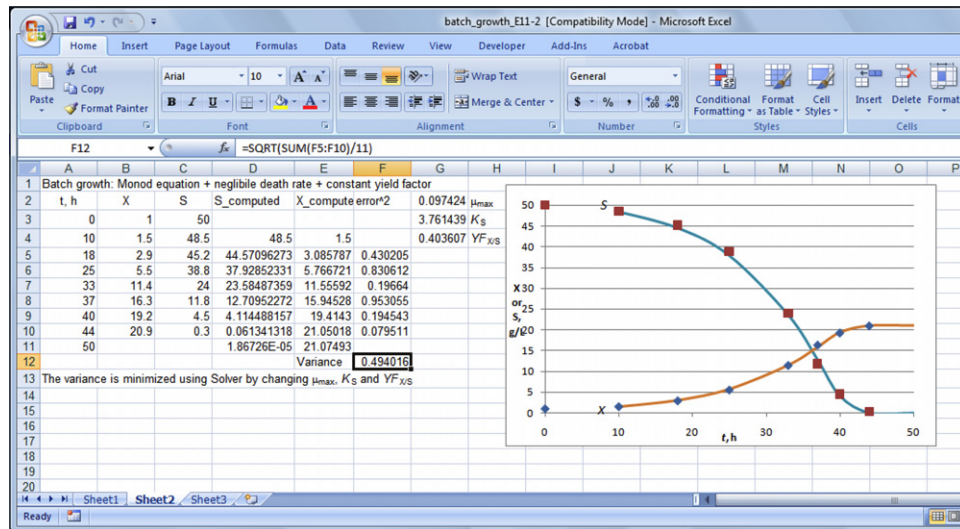 batch_growth_E11-2 [Compatibility Mode] - Microsoft Excel
Home Insert Page Layout Formulas Data Review View Developer Add-Ins Acrobat
Paste
Cut
Copy
Format Painter
Clipboard
Arial 10 A A
B I U A
Font
Wrap Text
Merge & Center
Alignment
General
$ % , .0 .00 .00 .0
Number
Conditional Formatting
Format as Table
Cell Styles
Styles
Insert Delete Format
Cells
F12 fx =SQRT(SUM(F5:F10)/11)
A B C D E F G H I J K L M N O P
1 Batch growth: Monod equation + neglibile death rate + constant yield factor
2 t, h X S S_computed X_compute error^2 0.097424 μmax
3 0 1 50 3.761439 KS
4 10 1.5 48.5 48.5 1.5 0.403607 YFX/S
5 18 2.9 45.2 44.57096273 3.085787 0.430205
6 25 5.5 38.8 37.92852331 5.766721 0.830612
7 33 11.4 24 23.58487359 11.55592 0.19664
8 37 16.3 11.8 12.70952272 15.94528 0.953055
9 40 19.2 4.5 4.114488157 19.4143 0.194543
10 44 20.9 0.3 0.061341318 21.05018 0.079511
11 50 1.86726E-05 21.07493
12 Variance 0.494016
13 The variance is minimized using Solver by changing μmax, KS and YFX/S
14
15
16
17
18
19
20
50
45
40
35
30
25
20
15
10
5
0
X or S, g/L
S
X
0 10 20 30 40 50
t, h
Sheet1 Sheet2 Sheet3
Ready